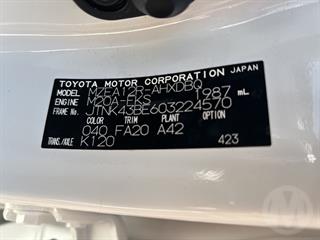 TOYOTA MOTOR CORPORATION JAPAN
MODEL MZEA12R-AHXDBQ
ENGINE M20A-FKS 1987 mL
FRAME No. JTNK43BE603224570
COLOR TRIM PLANT OPTION
040 FA20 A42
TRANS./AXLE K120 423